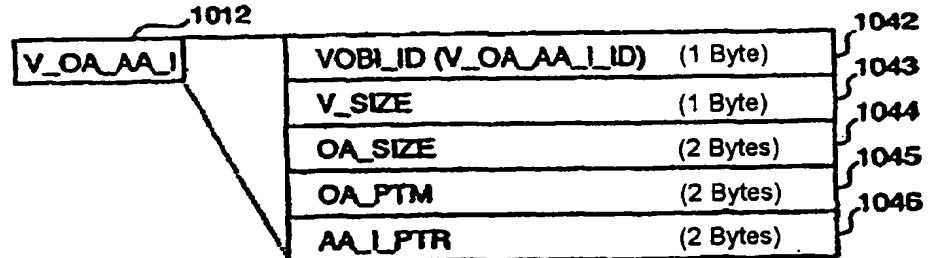 1012
V_OA_AA_I
VOBI_ID (V_OA_AA_I_ID) (1 Byte) 1042
V_SIZE (1 Byte) 1043
OA_SIZE (2 Bytes) 1044
OA_PTM (2 Bytes) 1045
AA_I_PTR (2 Bytes) 1046